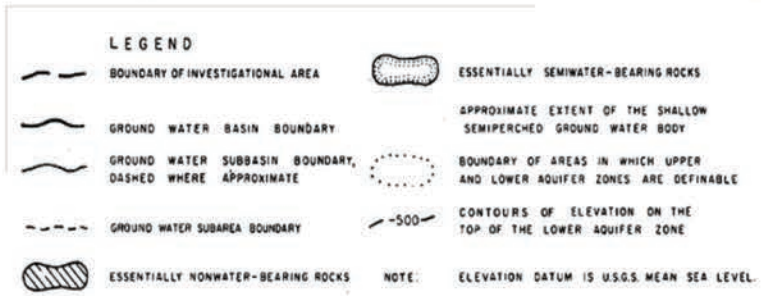 LEGEND
BOUNDARY OF INVESTIGATIONAL AREA
GROUND WATER BASIN BOUNDARY
GROUND WATER SUBBASIN BOUNDARY,
DASHED WHERE APPROXIMATE
GROUND WATER SUBAREA BOUNDARY
ESSENTIALLY NONWATER-BEARING ROCKS
ESSENTIALLY SEMIWATER-BEARING ROCKS
APPROXIMATE EXTENT OF THE SHALLOW
SEMIPERCHED GROUND WATER BODY
BOUNDARY OF AREAS IN WHICH UPPER
AND LOWER AQUIFER ZONES ARE DEFINABLE
-500
CONTOURS OF ELEVATION ON THE
TOP OF THE LOWER AQUIFER ZONE
NOTE: ELEVATION DATUM IS U.S.G.S. MEAN SEA LEVEL.